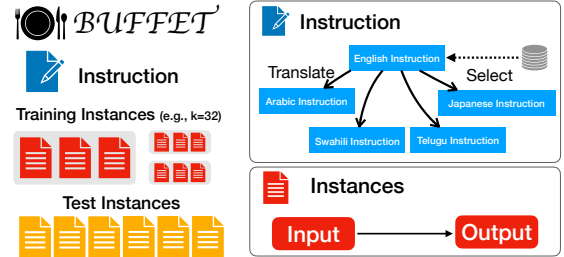 BUFFET
Instruction
Training Instances (e.g., k=32)
Test Instances
Instruction
English Instruction
Translate
Select
Arabic Instruction
Japanese Instruction
Swahili Instruction
Telugu Instruction
Instances
Input
Output